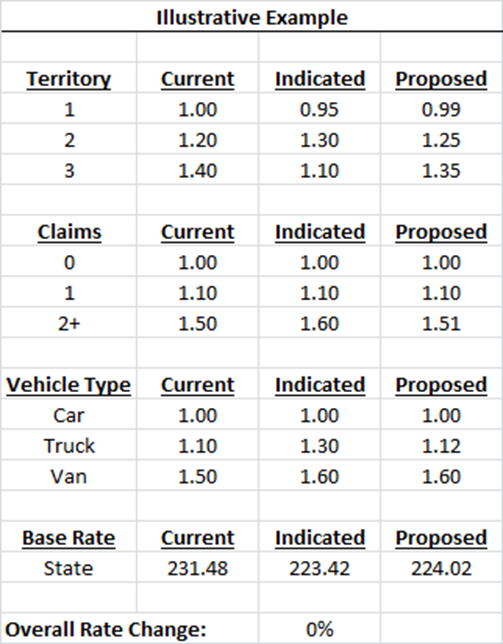 Illustrative Example
Territory Current Indicated Proposed
1 1.00 0.95 0.99
2 1.20 1.30 1.25
3 1.40 1.10 1.35
Claims Current Indicated Proposed
0 1.00 1.00 1.00
1 1.10 1.10 1.10
2+ 1.50 1.60 1.51
Vehicle Type Current Indicated Proposed
Car 1.00 1.00 1.00
Truck 1.10 1.30 1.12
Van 1.50 1.60 1.60
Base Rate Current Indicated Proposed
State 231.48 223.42 224.02
Overall Rate Change: 0%